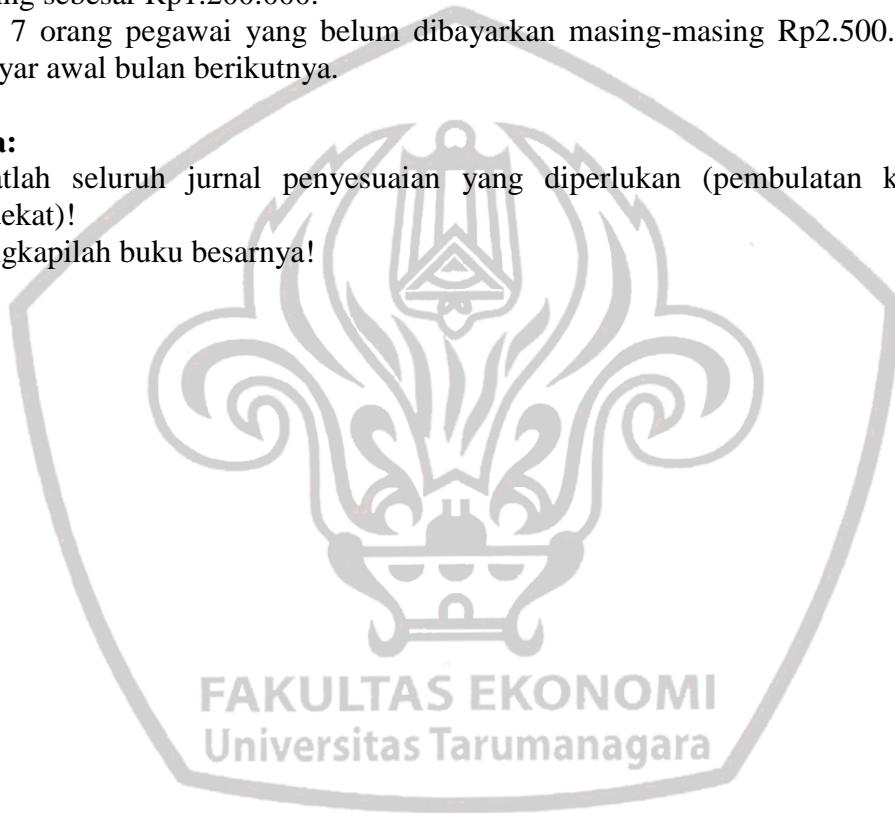 ng sebesar Rp1.200.000.
7 orang pegawai yang belum dibayarkan masing-masing Rp2.500.
yar awal bulan berikutnya.
a:
atlah seluruh jurnal penyesuaian yang diperlukan (pembulatan k
ekat)!
gkapilah buku besarnya!
FAKULTAS EKONOMI
Universitas Tarumanagara